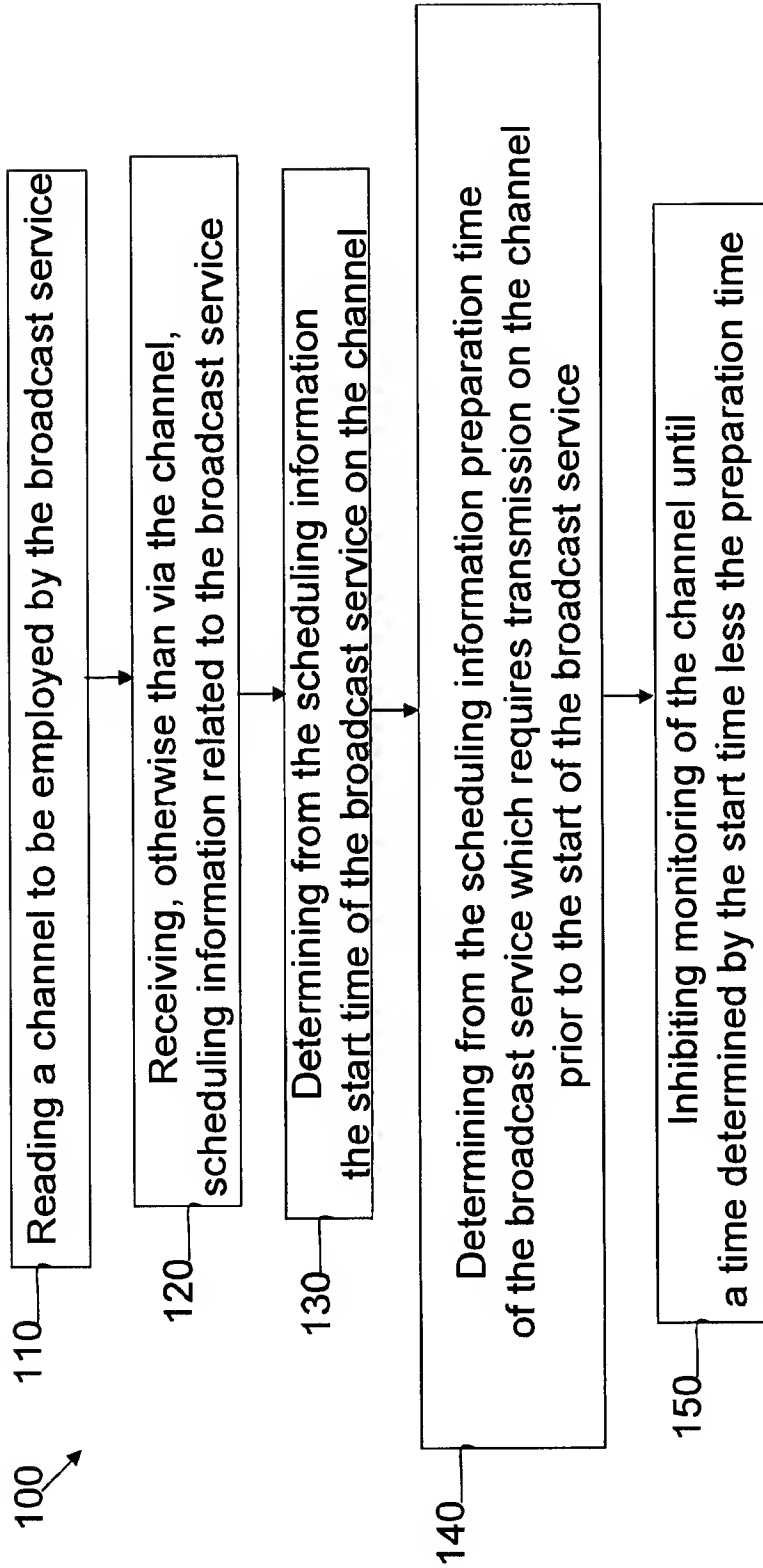 100
110
Reading a channel to be employed by the broadcast service
120
Receiving, otherwise than via the channel,
scheduling information related to the broadcast service
130
Determining from the scheduling information
the start time of the broadcast service on the channel
140
Determining from the scheduling information preparation time
of the broadcast service which requires transmission on the channel
prior to the start of the broadcast service
150
Inhibiting monitoring of the channel until
a time determined by the start time less the preparation time